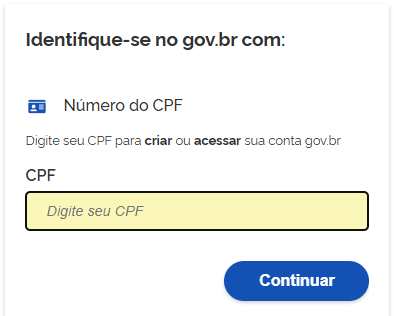 Identifique-se no gov.br com:
Número do CPF
Digite seu CPF para criar ou acessar sua conta gov.br
CPF
Digite seu CPF
Continuar